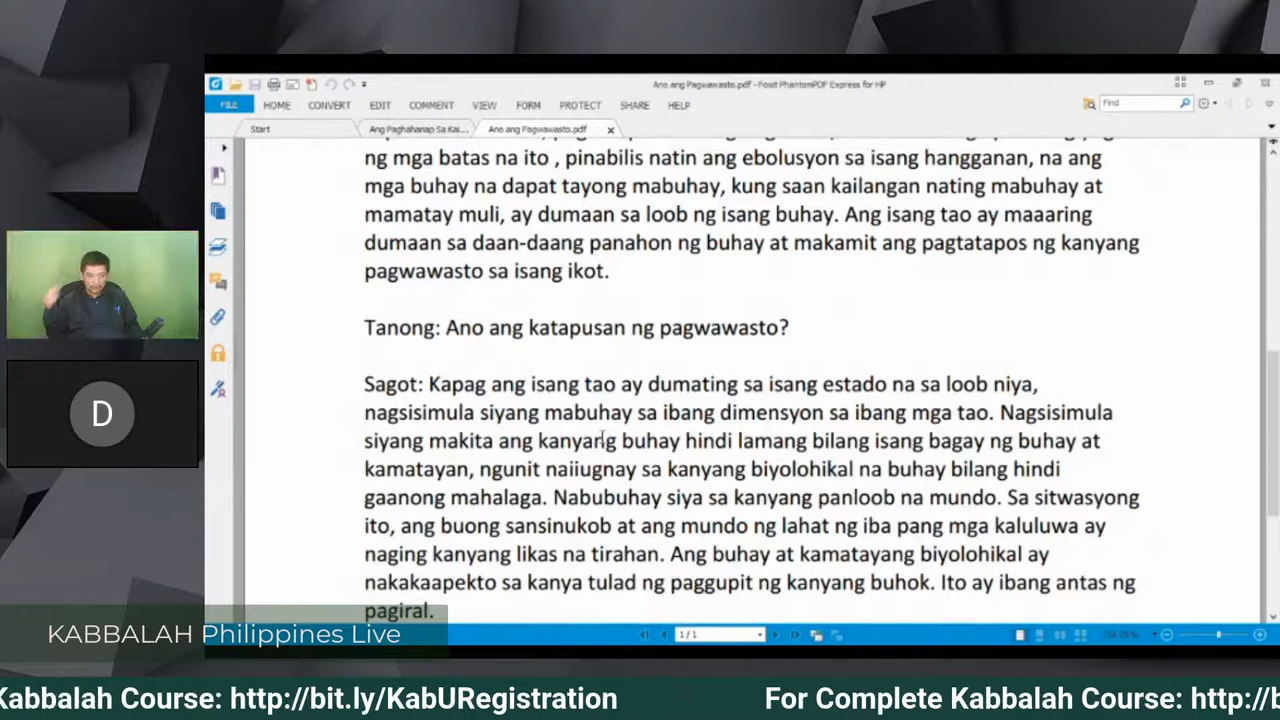 Ano ang Pagwawasto.pdf - Foxit PhantomPDF Express for HP
FILE HOME CONVERT EDIT COMMENT VIEW FORM PROTECT SHARE HELP
Find
Start Ang Paghahanap Sa Kai... Ano ang Pagwawasto.pdf
ng mga batas na ito , pinabilis natin ang ebolusyon sa isang hangganan, na ang
mga buhay na dapat tayong mabuhay, kung saan kailangan nating mabuhay at
mamatay muli, ay dumaan sa loob ng isang buhay. Ang isang tao ay maaaring
dumaan sa daan-daang panahon ng buhay at makamit ang pagtatapos ng kanyang
pagwawasto sa isang ikot.
Tanong: Ano ang katapusan ng pagwawasto?
Sagot: Kapag ang isang tao ay dumating sa isang estado na sa loob niya,
nagsisimula siyang mabuhay sa ibang dimensyon sa ibang mga tao. Nagsisimula
siyang makita ang kanyang buhay hindi lamang bilang isang bagay ng buhay at
kamatayan, ngunit naiiugnay sa kanyang biyolohikal na buhay bilang hindi
gaanong mahalaga. Nabubuhay siya sa kanyang panloob na mundo. Sa sitwasyong
ito, ang buong sansinukob at ang mundo ng lahat ng iba pang mga kaluluwa ay
naging kanyang likas na tirahan. Ang buhay at kamatayang biyolohikal ay
nakakaapekto sa kanya tulad ng paggupit ng kanyang buhok. Ito ay ibang antas ng
pagiral.
D
KABBALAH Philippines Live
1/1
Kabbalah Course: http://bit.ly/KabURegistration For Complete Kabbalah Course: http://b